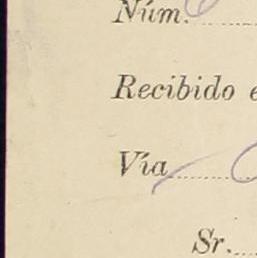 Núm.
Recibido e
Vía
Sr.